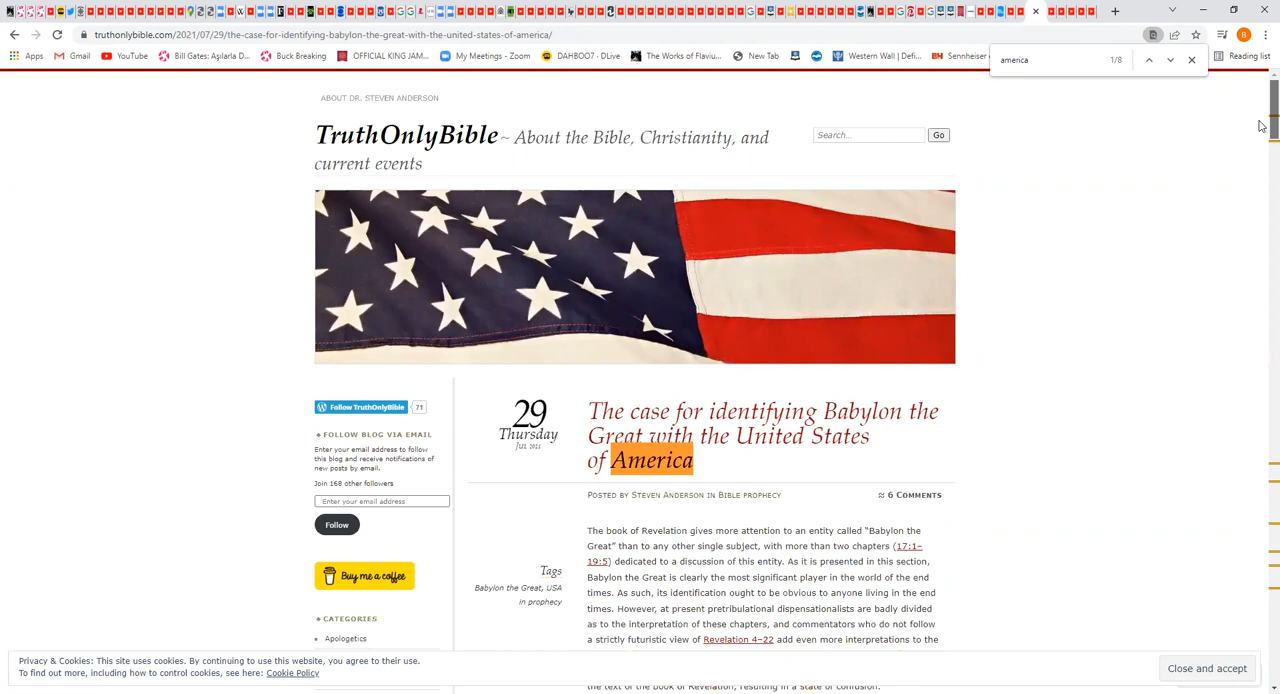 truthonlybible.com/2021/07/29/the-case-for-identifying-babylon-the-great-with-the-united-states-of-america/
Apps
Gmail
YouTube
Bill Gates: Aşılarla D...
Buck Breaking
OFFICIAL KING JAM...
My Meetings - Zoom
DAHBOO7 · DLive
The Works of Flaviu...
New Tab
Western Wall | Defi...
Sennheiser
Reading list
america
1/8
ABOUT DR. STEVEN ANDERSON
TruthOnlyBible ~ About the Bible, Christianity, and
current events
Search...
Go
Follow TruthOnlyBible
71
FOLLOW BLOG VIA EMAIL
Enter your email address to follow
this blog and receive notifications of
new posts by email.
Join 168 other followers
Enter your email address
Follow
Buy me a coffee
CATEGORIES
Apologetics
29
Thursday
JUL 2021
The case for identifying Babylon the
Great with the United States
of America
POSTED BY STEVEN ANDERSON IN BIBLE PROPHECY
≈ 6 COMMENTS
Tags
Babylon the Great, USA
in prophecy
The book of Revelation gives more attention to an entity called “Babylon the
Great” than to any other single subject, with more than two chapters (17:1–
19:5) dedicated to a discussion of this entity. As it is presented in this section,
Babylon the Great is clearly the most significant player in the world of the end
times. As such, its identification ought to be obvious to anyone living in the end
times. However, at present pretribulational dispensationalists are badly divided
as to the interpretation of these chapters, and commentators who do not follow
a strictly futuristic view of Revelation 4–22 add even more interpretations to the
the text of the book of Revelation, resulting in a state of confusion.
Privacy & Cookies: This site uses cookies. By continuing to use this website, you agree to their use.
To find out more, including how to control cookies, see here: Cookie Policy
Close and accept